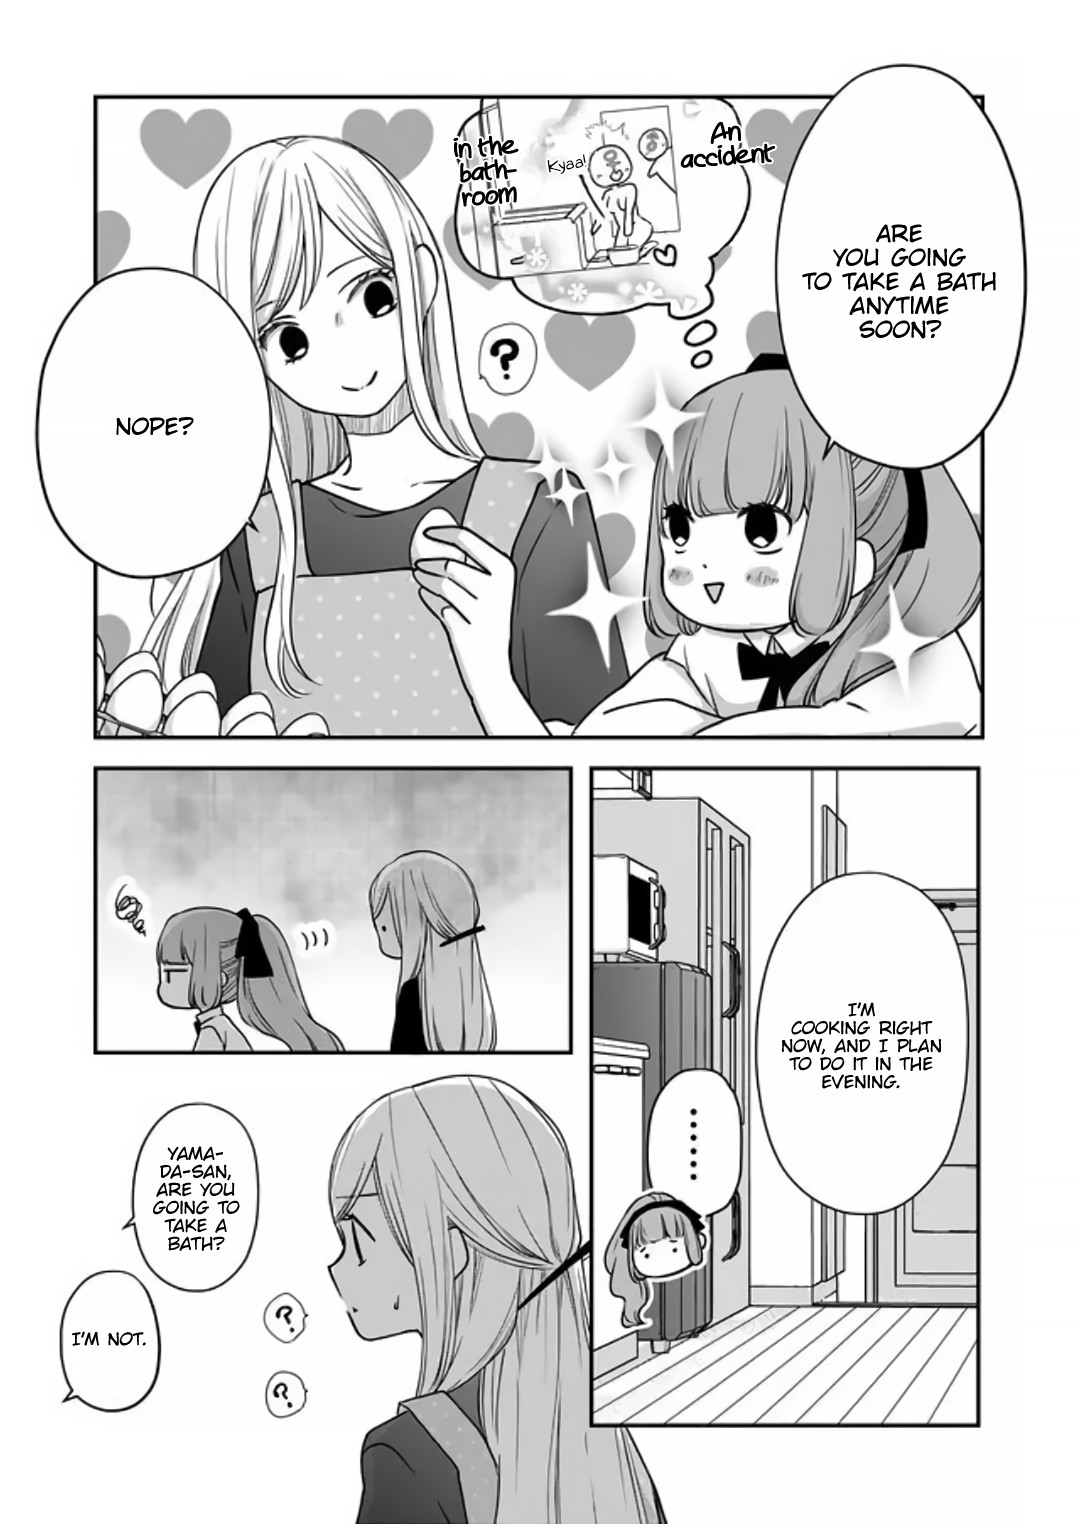 ARE
YOU GOING
TO TAKE A BATH
ANYTIME
SOON?
An
accident
in the
bath-
room
Kyaa!
?
NOPE?
I'M
COOKING RIGHT
NOW, AND I PLAN
TO DO IT IN THE
EVENING.
.......
YAMA-
DA-SAN,
ARE YOU
GOING TO
TAKE A
BATH?
I'M NOT.
?
?